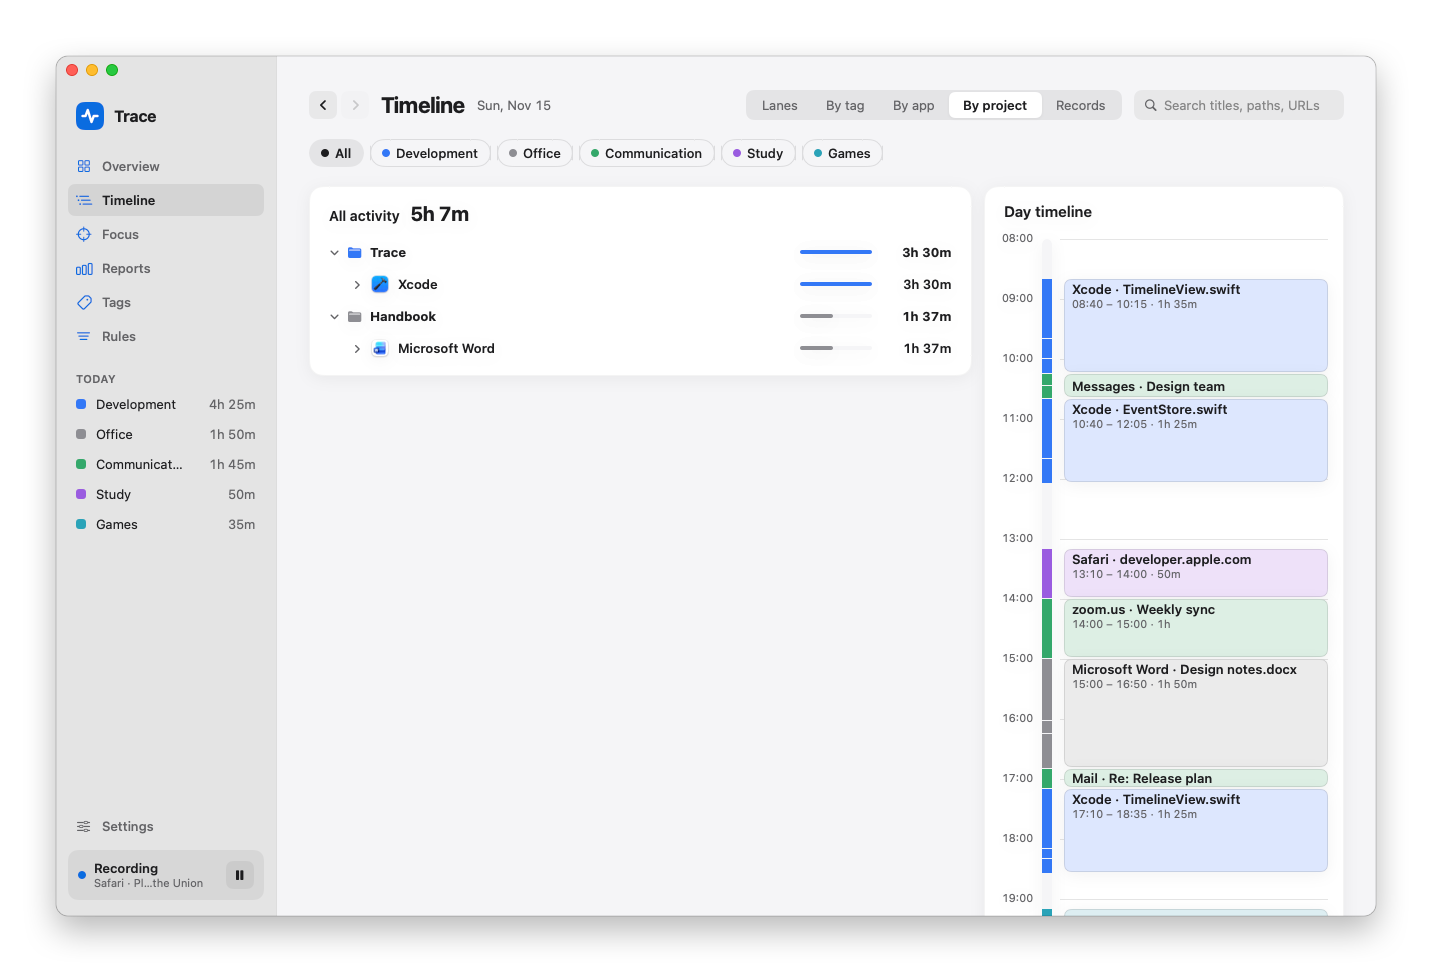 Trace
Overview
Timeline
Focus
Reports
Tags
Rules
TODAY
Development 4h 25m
Office 1h 50m
Communicat... 1h 45m
Study 50m
Games 35m
Settings
Recording
Safari · Pl...the Union
Timeline Sun, Nov 15
Lanes By tag By app By project Records
Search titles, paths, URLs
All Development Office Communication Study Games
All activity 5h 7m
Trace 3h 30m
Xcode 3h 30m
Handbook 1h 37m
Microsoft Word 1h 37m
Day timeline
08:00
Xcode · TimelineView.swift
09:00
08:40 – 10:15 · 1h 35m
10:00
Messages · Design team
Xcode · EventStore.swift
11:00
10:40 – 12:05 · 1h 25m
12:00
13:00
Safari · developer.apple.com
13:10 – 14:00 · 50m
14:00
zoom.us · Weekly sync
14:00 – 15:00 · 1h
15:00
Microsoft Word · Design notes.docx
15:00 – 16:50 · 1h 50m
16:00
17:00
Mail · Re: Release plan
Xcode · TimelineView.swift
17:10 – 18:35 · 1h 25m
18:00
19:00